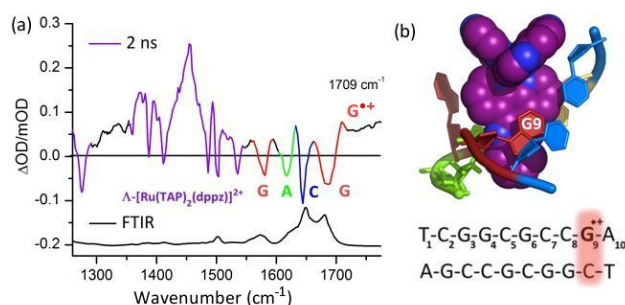 (a)
2 ns
ΔOD/mOD
0.3
0.2
0.1
0.0
-0.1
-0.2
1709 cm⁻¹
G•+
G A C G
Λ-[Ru(TAP)₂(dppz)]²⁺
FTIR
1300 1400 1500 1600 1700
Wavenumber (cm⁻¹)
(b)
G9
•+
T₁-C₂-G₃-G₄-C₅-G₆-C₇-C₈-G₉-A₁₀
A-G-C-C-G-C-G-G-C-T